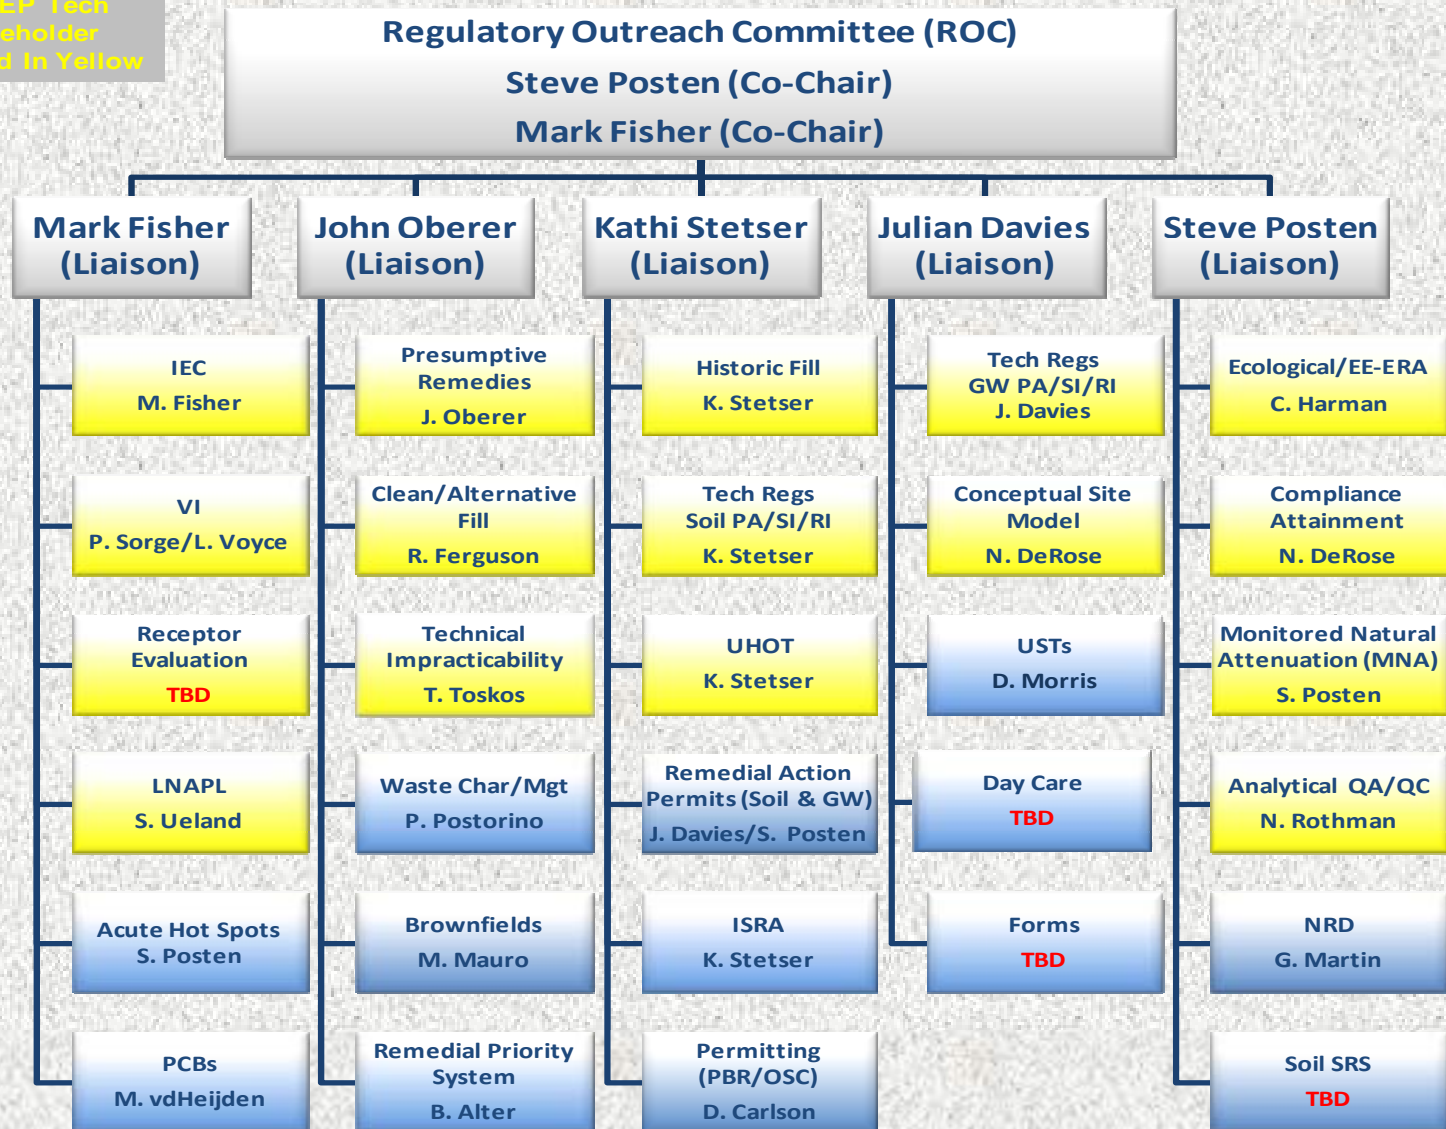 EP Tech
eholder
d In Yellow
Regulatory Outreach Committee (ROC)
Steve Posten (Co-Chair)
Mark Fisher (Co-Chair)
Mark Fisher
(Liaison)
John Oberer
(Liaison)
Kathi Stetser
(Liaison)
Julian Davies
(Liaison)
Steve Posten
(Liaison)
IEC
M. Fisher
VI
P. Sorge/L. Voyce
Receptor
Evaluation
TBD
LNAPL
S. Ueland
Acute Hot Spots
S. Posten
PCBs
M. vdHeijden
Presumptive
Remedies
J. Oberer
Clean/Alternative
Fill
R. Ferguson
Technical
Impracticability
T. Toskos
Waste Char/Mgt
P. Postorino
Brownfields
M. Mauro
Remedial Priority
System
B. Alter
Historic Fill
K. Stetser
Tech Regs
Soil PA/SI/RI
K. Stetser
UHOT
K. Stetser
Remedial Action
Permits (Soil & GW)
J. Davies/S. Posten
ISRA
K. Stetser
Permitting
(PBR/OSC)
D. Carlson
Tech Regs
GW PA/SI/RI
J. Davies
Conceptual Site
Model
N. DeRose
USTs
D. Morris
Day Care
TBD
Forms
TBD
Ecological/EE-ERA
C. Harman
Compliance
Attainment
N. DeRose
Monitored Natural
Attenuation (MNA)
S. Posten
Analytical QA/QC
N. Rothman
NRD
G. Martin
Soil SRS
TBD